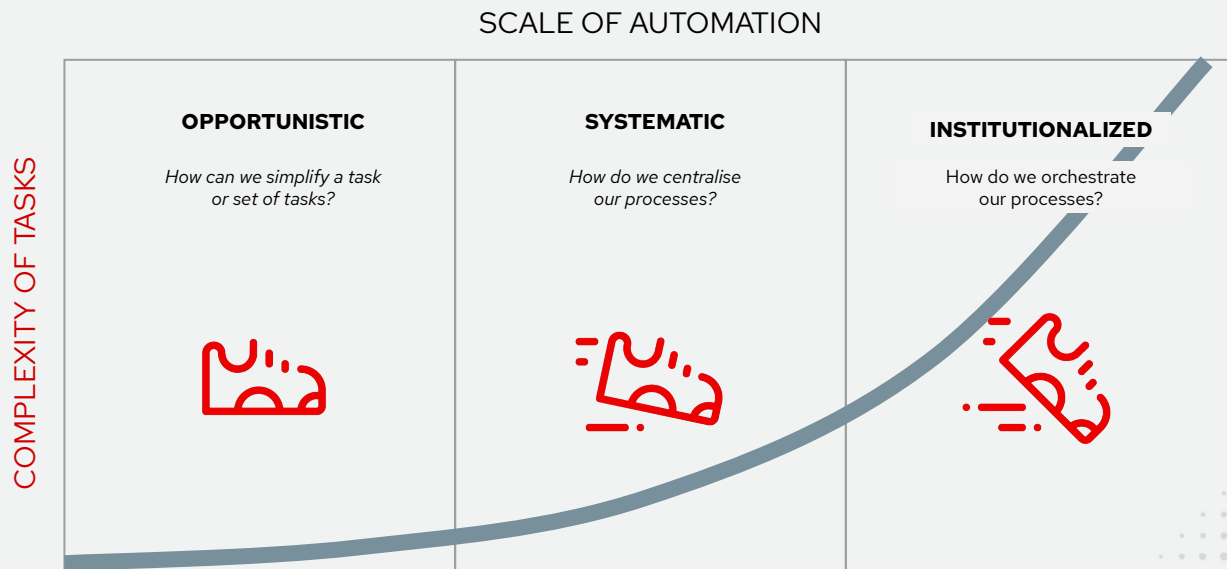 SCALE OF AUTOMATION
COMPLEXITY OF TASKS
OPPORTUNISTIC
How can we simplify a task
or set of tasks?
SYSTEMATIC
How do we centralise
our processes?
INSTITUTIONALIZED
How do we orchestrate
our processes?